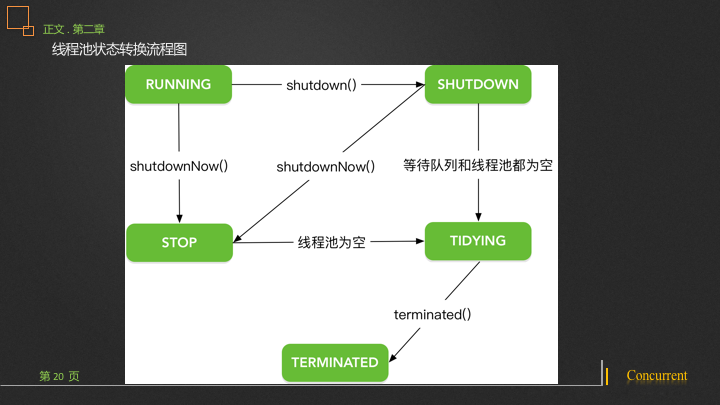 正文 . 第二章
线程池状态转换流程图
RUNNING
shutdown()
SHUTDOWN
shutdownNow()
shutdownNow()
等待队列和线程池都为空
STOP
线程池为空
TIDYING
terminated()
TERMINATED
第 20 页
Concurrent